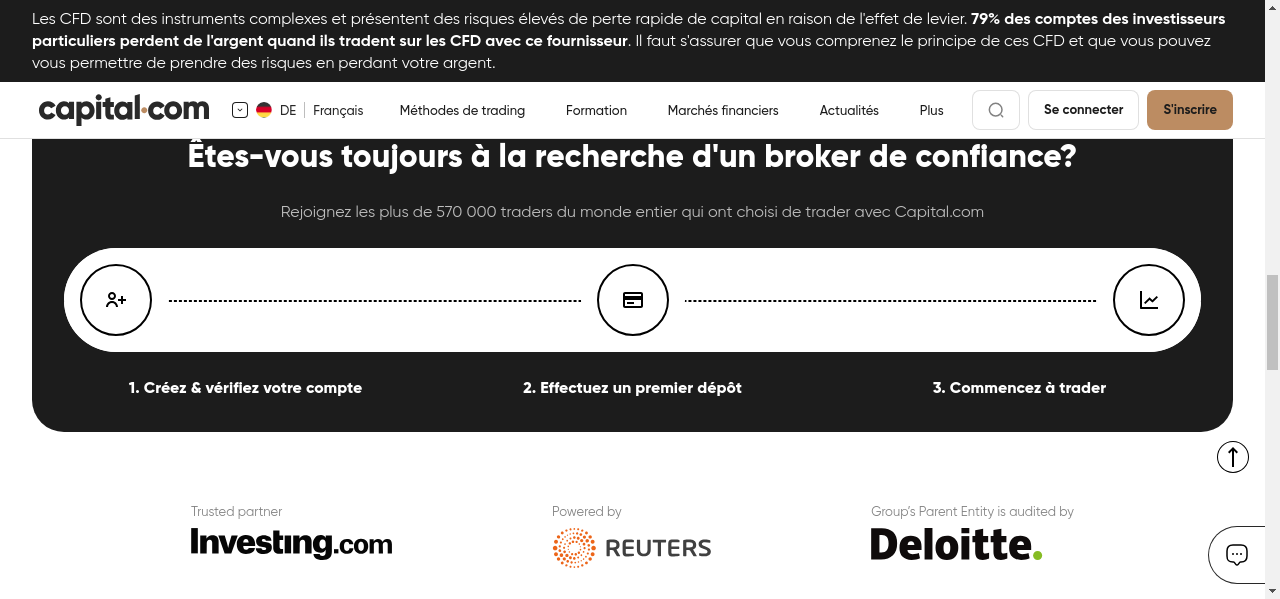 Les CFD sont des instruments complexes et présentent des risques élevés de perte rapide de capital en raison de l'effet de levier. 79% des comptes des investisseurs
particuliers perdent de l'argent quand ils tradent sur les CFD avec ce fournisseur. Il faut s'assurer que vous comprenez le principe de ces CFD et que vous pouvez
vous permettre de prendre des risques en perdant votre argent.
capital.com DE Français Méthodes de trading Formation Marchés financiers Actualités Plus Se connecter S'inscrire
Êtes-vous toujours à la recherche d'un broker de confiance?
Rejoignez les plus de 570 000 traders du monde entier qui ont choisi de trader avec Capital.com
1. Créez & vérifiez votre compte 2. Effectuez un premier dépôt 3. Commencez à trader
Trusted partner Powered by Group's Parent Entity is audited by
Investing.com REUTERS Deloitte.